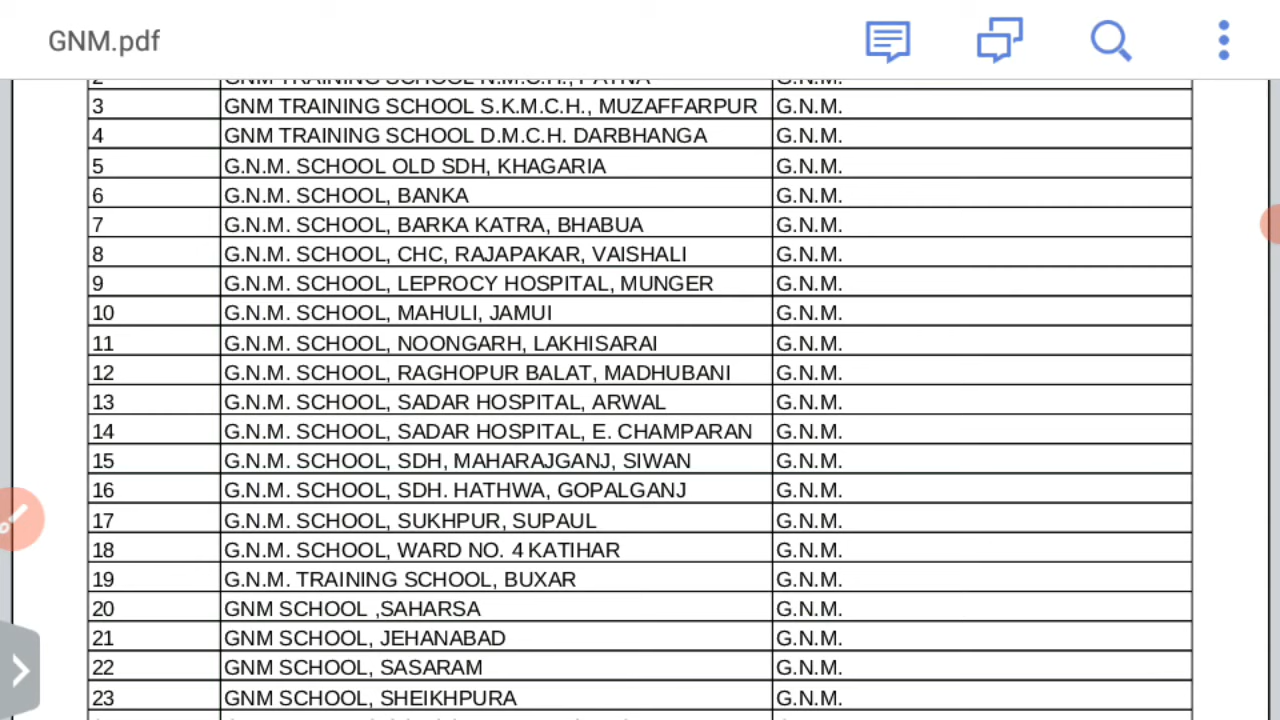 GNM.pdf
2 GNM TRAINING SCHOOL N.M.C.H., PATNA G.N.M.
3 GNM TRAINING SCHOOL S.K.M.C.H., MUZAFFARPUR G.N.M.
4 GNM TRAINING SCHOOL D.M.C.H. DARBHANGA G.N.M.
5 G.N.M. SCHOOL OLD SDH, KHAGARIA G.N.M.
6 G.N.M. SCHOOL, BANKA G.N.M.
7 G.N.M. SCHOOL, BARKA KATRA, BHABUA G.N.M.
8 G.N.M. SCHOOL, CHC, RAJAPAKAR, VAISHALI G.N.M.
9 G.N.M. SCHOOL, LEPROCY HOSPITAL, MUNGER G.N.M.
10 G.N.M. SCHOOL, MAHULI, JAMUI G.N.M.
11 G.N.M. SCHOOL, NOONGARH, LAKHISARAI G.N.M.
12 G.N.M. SCHOOL, RAGHOPUR BALAT, MADHUBANI G.N.M.
13 G.N.M. SCHOOL, SADAR HOSPITAL, ARWAL G.N.M.
14 G.N.M. SCHOOL, SADAR HOSPITAL, E. CHAMPARAN G.N.M.
15 G.N.M. SCHOOL, SDH, MAHARAJGANJ, SIWAN G.N.M.
16 G.N.M. SCHOOL, SDH. HATHWA, GOPALGANJ G.N.M.
17 G.N.M. SCHOOL, SUKHPUR, SUPAUL G.N.M.
18 G.N.M. SCHOOL, WARD NO. 4 KATIHAR G.N.M.
19 G.N.M. TRAINING SCHOOL, BUXAR G.N.M.
20 GNM SCHOOL ,SAHARSA G.N.M.
21 GNM SCHOOL, JEHANABAD G.N.M.
22 GNM SCHOOL, SASARAM G.N.M.
23 GNM SCHOOL, SHEIKHPURA G.N.M.